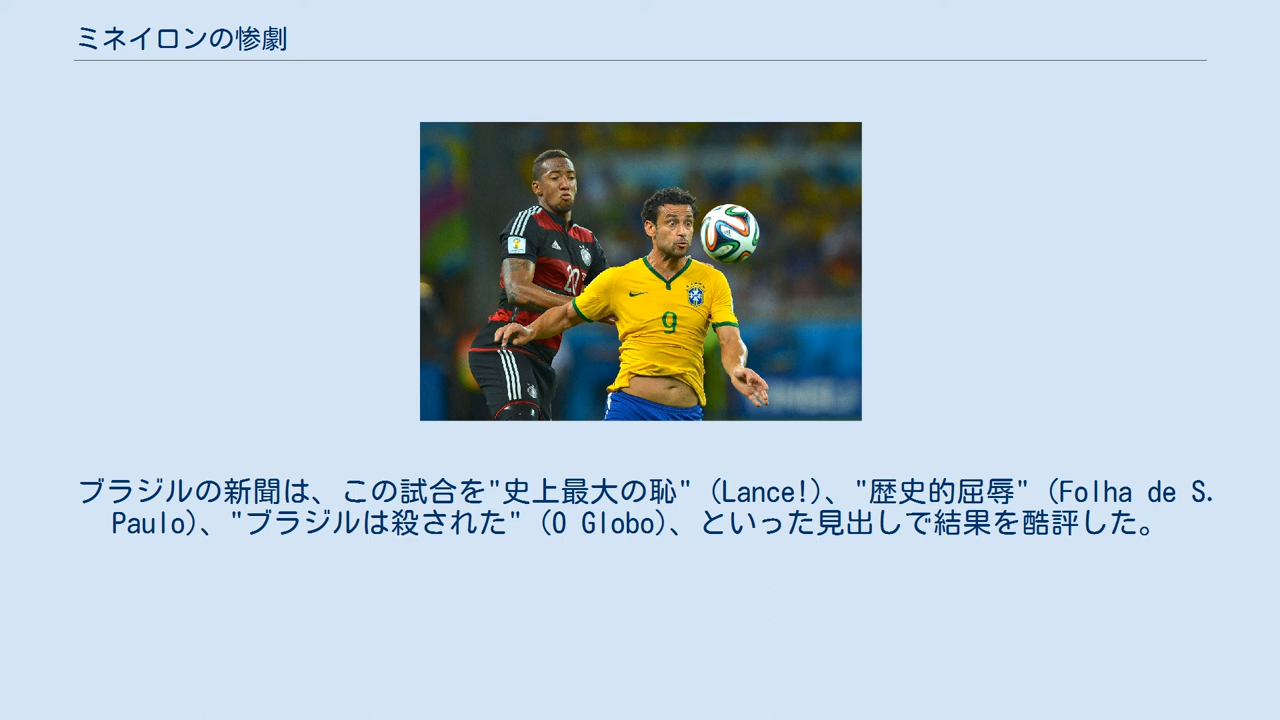 ミネイロンの惨劇
20
9
ブラジルの新聞は、この試合を"史上最大の恥" (Lance!)、"歴史的屈辱" (Folha de S.
Paulo)、"ブラジルは殺された" (O Globo)、といった見出しで結果を酷評した。